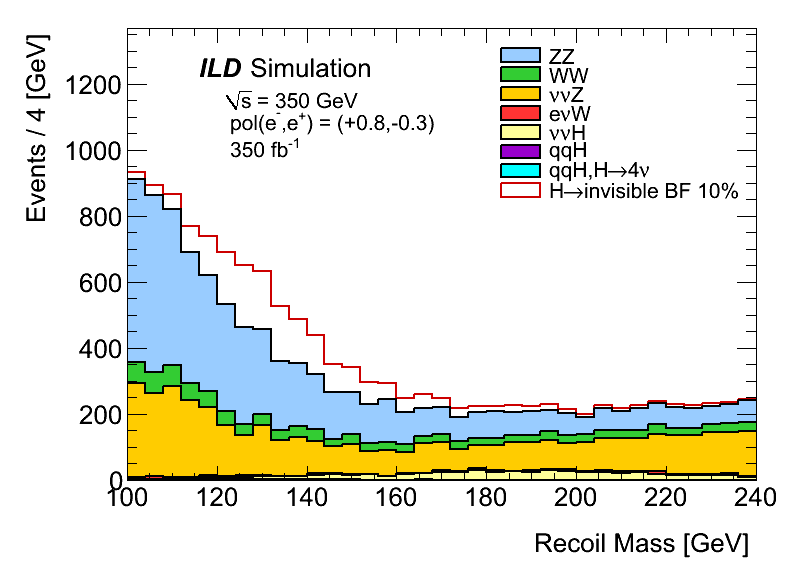 Events / 4 [GeV]
1200
1000
800
600
400
200
0
ILD Simulation
√s = 350 GeV
pol(e⁻,e⁺) = (+0.8,-0.3)
350 fb⁻¹
ZZ
WW
ννZ
eνW
ννH
qqH
qqH,H→4ν
H→invisible BF 10%
100 120 140 160 180 200 220 240
Recoil Mass [GeV]